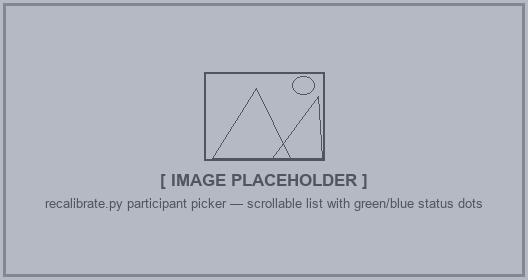 [ IMAGE PLACEHOLDER ]
recalibrate.py participant picker — scrollable list with green/blue status dots